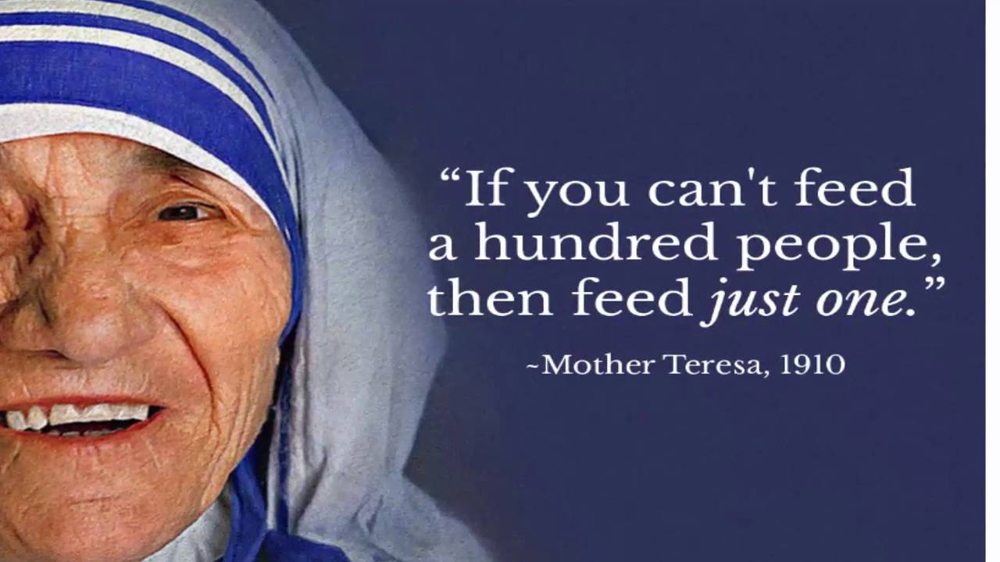 “If you can't feed
a hundred people,
then feed just one.”
~Mother Teresa, 1910